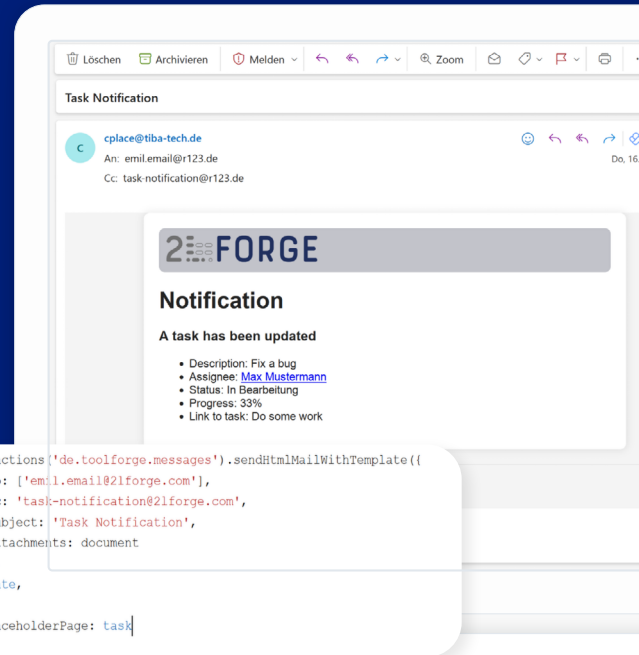 Löschen Archivieren Melden Zoom
Task Notification
C cplace@tiba-tech.de
An: emil.email@r123.de
Do, 16.
Cc: task-notification@r123.de
2 FORGE
Notification
A task has been updated
• Description: Fix a bug
• Assignee: Max Mustermann
• Status: In Bearbeitung
• Progress: 33%
• Link to task: Do some work
ctions['de.toolforge.messages').sendHtmlMailWithTemplate({
: ['emil.email@21forge.com'],
: 'task-notification@21forge.com',
bject: 'Task Notification',
tachments: document
te,
ceholderPage: task